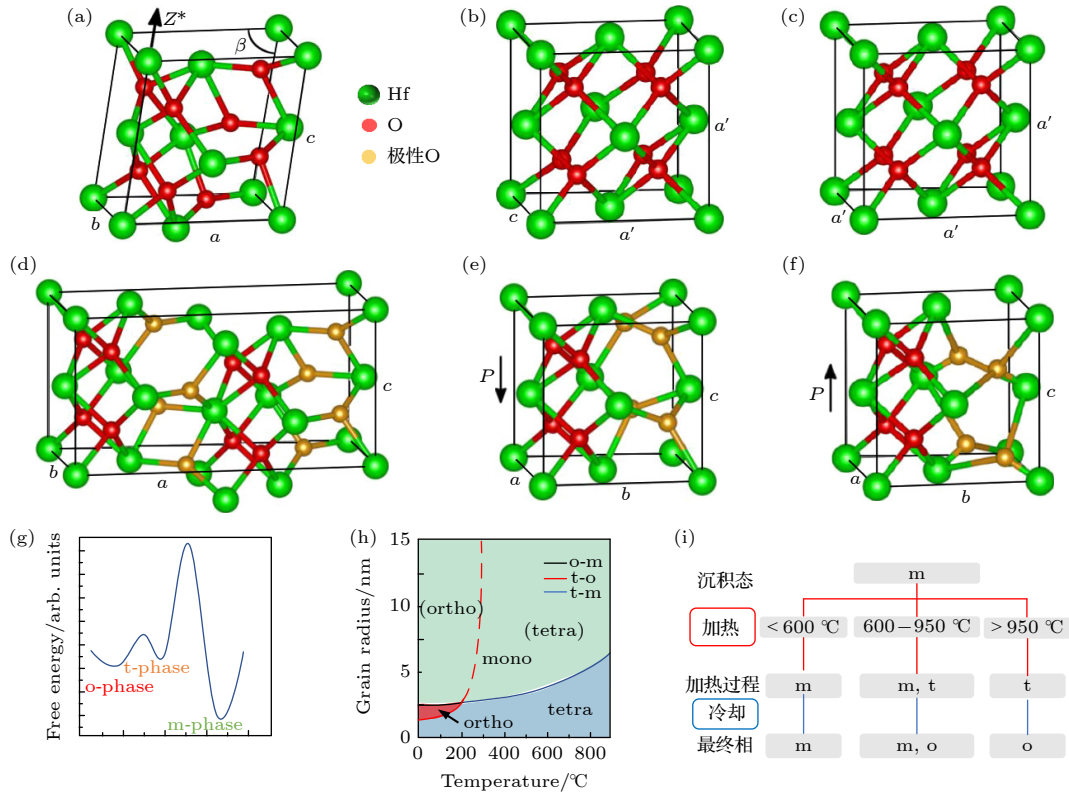 (a)
Z*
β
c
b
a
Hf
O
极性O
(b)
a′
c
a′
(c)
a′
a′
a′
(d)
c
b
a
(e)
P
c
a
b
(f)
P
c
a
b
(g)
Free energy/arb. units
t-phase
o-phase
m-phase
(h)
Grain radius/nm
15
10
5
0
o-m
t-o
t-m
(ortho)
(tetra)
mono
ortho
tetra
0
200
400
600
800
Temperature/℃
(i)
沉积态
m
加热
<600 ℃
600−950 ℃
>950 ℃
加热过程
m
m, t
t
冷却
最终相
m
m, o
o